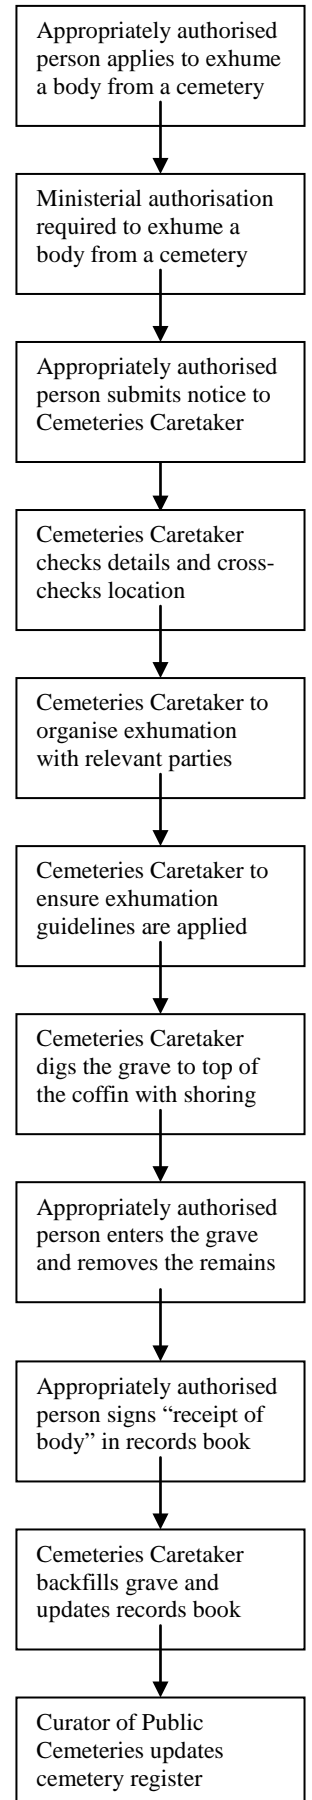 Appropriately authorised
person applies to exhume
a body from a cemetery
Ministerial authorisation
required to exhume a
body from a cemetery
Appropriately authorised
person submits notice to
Cemeteries Caretaker
Cemeteries Caretaker
checks details and cross-
checks location
Cemeteries Caretaker to
organise exhumation
with relevant parties
Cemeteries Caretaker to
ensure exhumation
guidelines are applied
Cemeteries Caretaker
digs the grave to top of
the coffin with shoring
Appropriately authorised
person enters the grave
and removes the remains
Appropriately authorised
person signs “receipt of
body” in records book
Cemeteries Caretaker
backfills grave and
updates records book
Curator of Public
Cemeteries updates
cemetery register